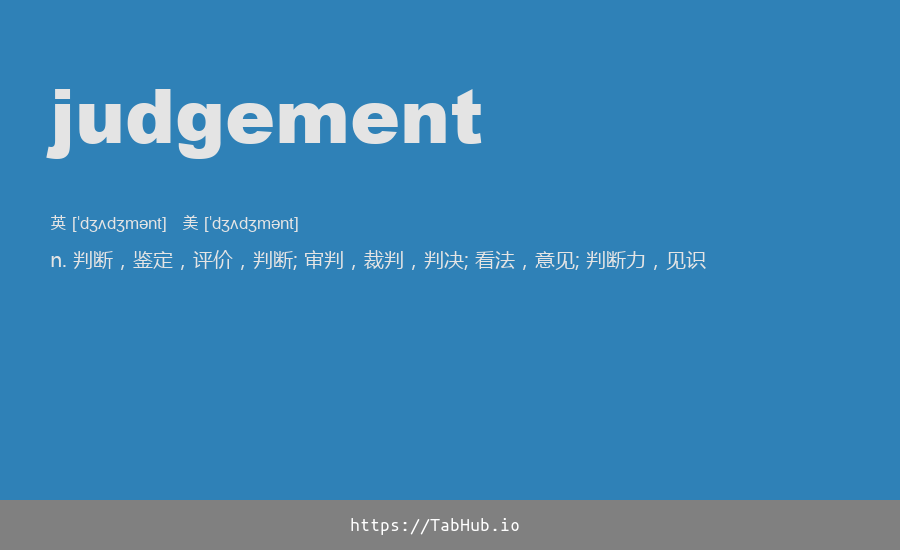 judgement
英 [ˈdʒʌdʒmənt] 美 [ˈdʒʌdʒmənt]
n. 判断，鉴定，评价，判断; 审判，裁判，判决; 看法，意见; 判断力，见识
https://TabHub.io